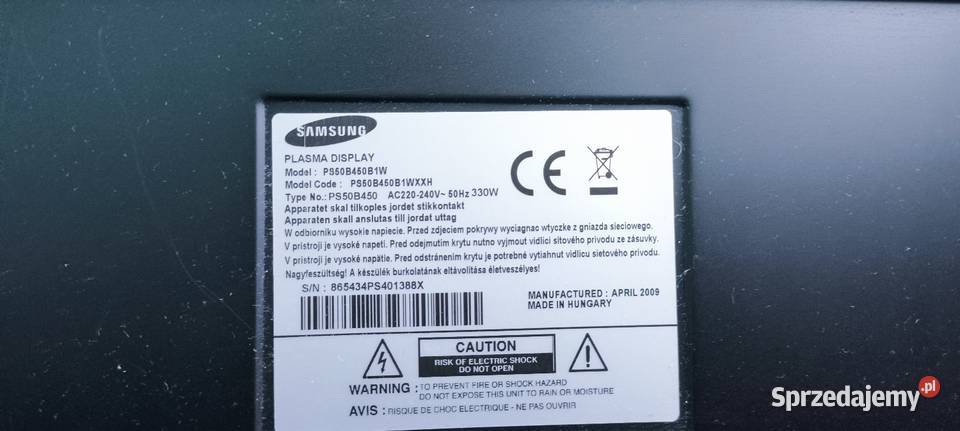 SAMSUNG
PLASMA DISPLAY
Model : PS50B450B1W
Model Code : PS50B450B1WXXH
Type No.: PS50B450 AC220-240V~ 50Hz 330W
Apparatet skal tilkoples jordet stikkontakt
Apparaten skall anslutas till jordat uttag
W odbiorniku wysokie napiecie. Przed zdjeciem pokrywy wyciagnac wtyczke z gniazda sieciowego.
V pristroji je vysoké napeti. Pred odejmutim krytu nutno vyjmout vidlici sitového privodu ze zásuvky.
V pristroji je vysoké napätie. Pred odstránením krytu je potrebné vytiahnut vidlicu sietového privodu.
Nagyfeszültség! A készülék burkolatának eltávolitása életveszélyes!
S/N : 865434PS401388X
MANUFACTURED : APRIL 2009
MADE IN HUNGARY
CAUTION
RISK OF ELECTRIC SHOCK
DO NOT OPEN
WARNING : TO PREVENT FIRE OR SHOCK HAZARD
DO NOT EXPOSE THIS UNIT TO RAIN OR MOISTURE
AVIS : RISQUE DE CHOC ELECTRIQUE - NE PAS OUVRIR
Sprzedajemy.pl